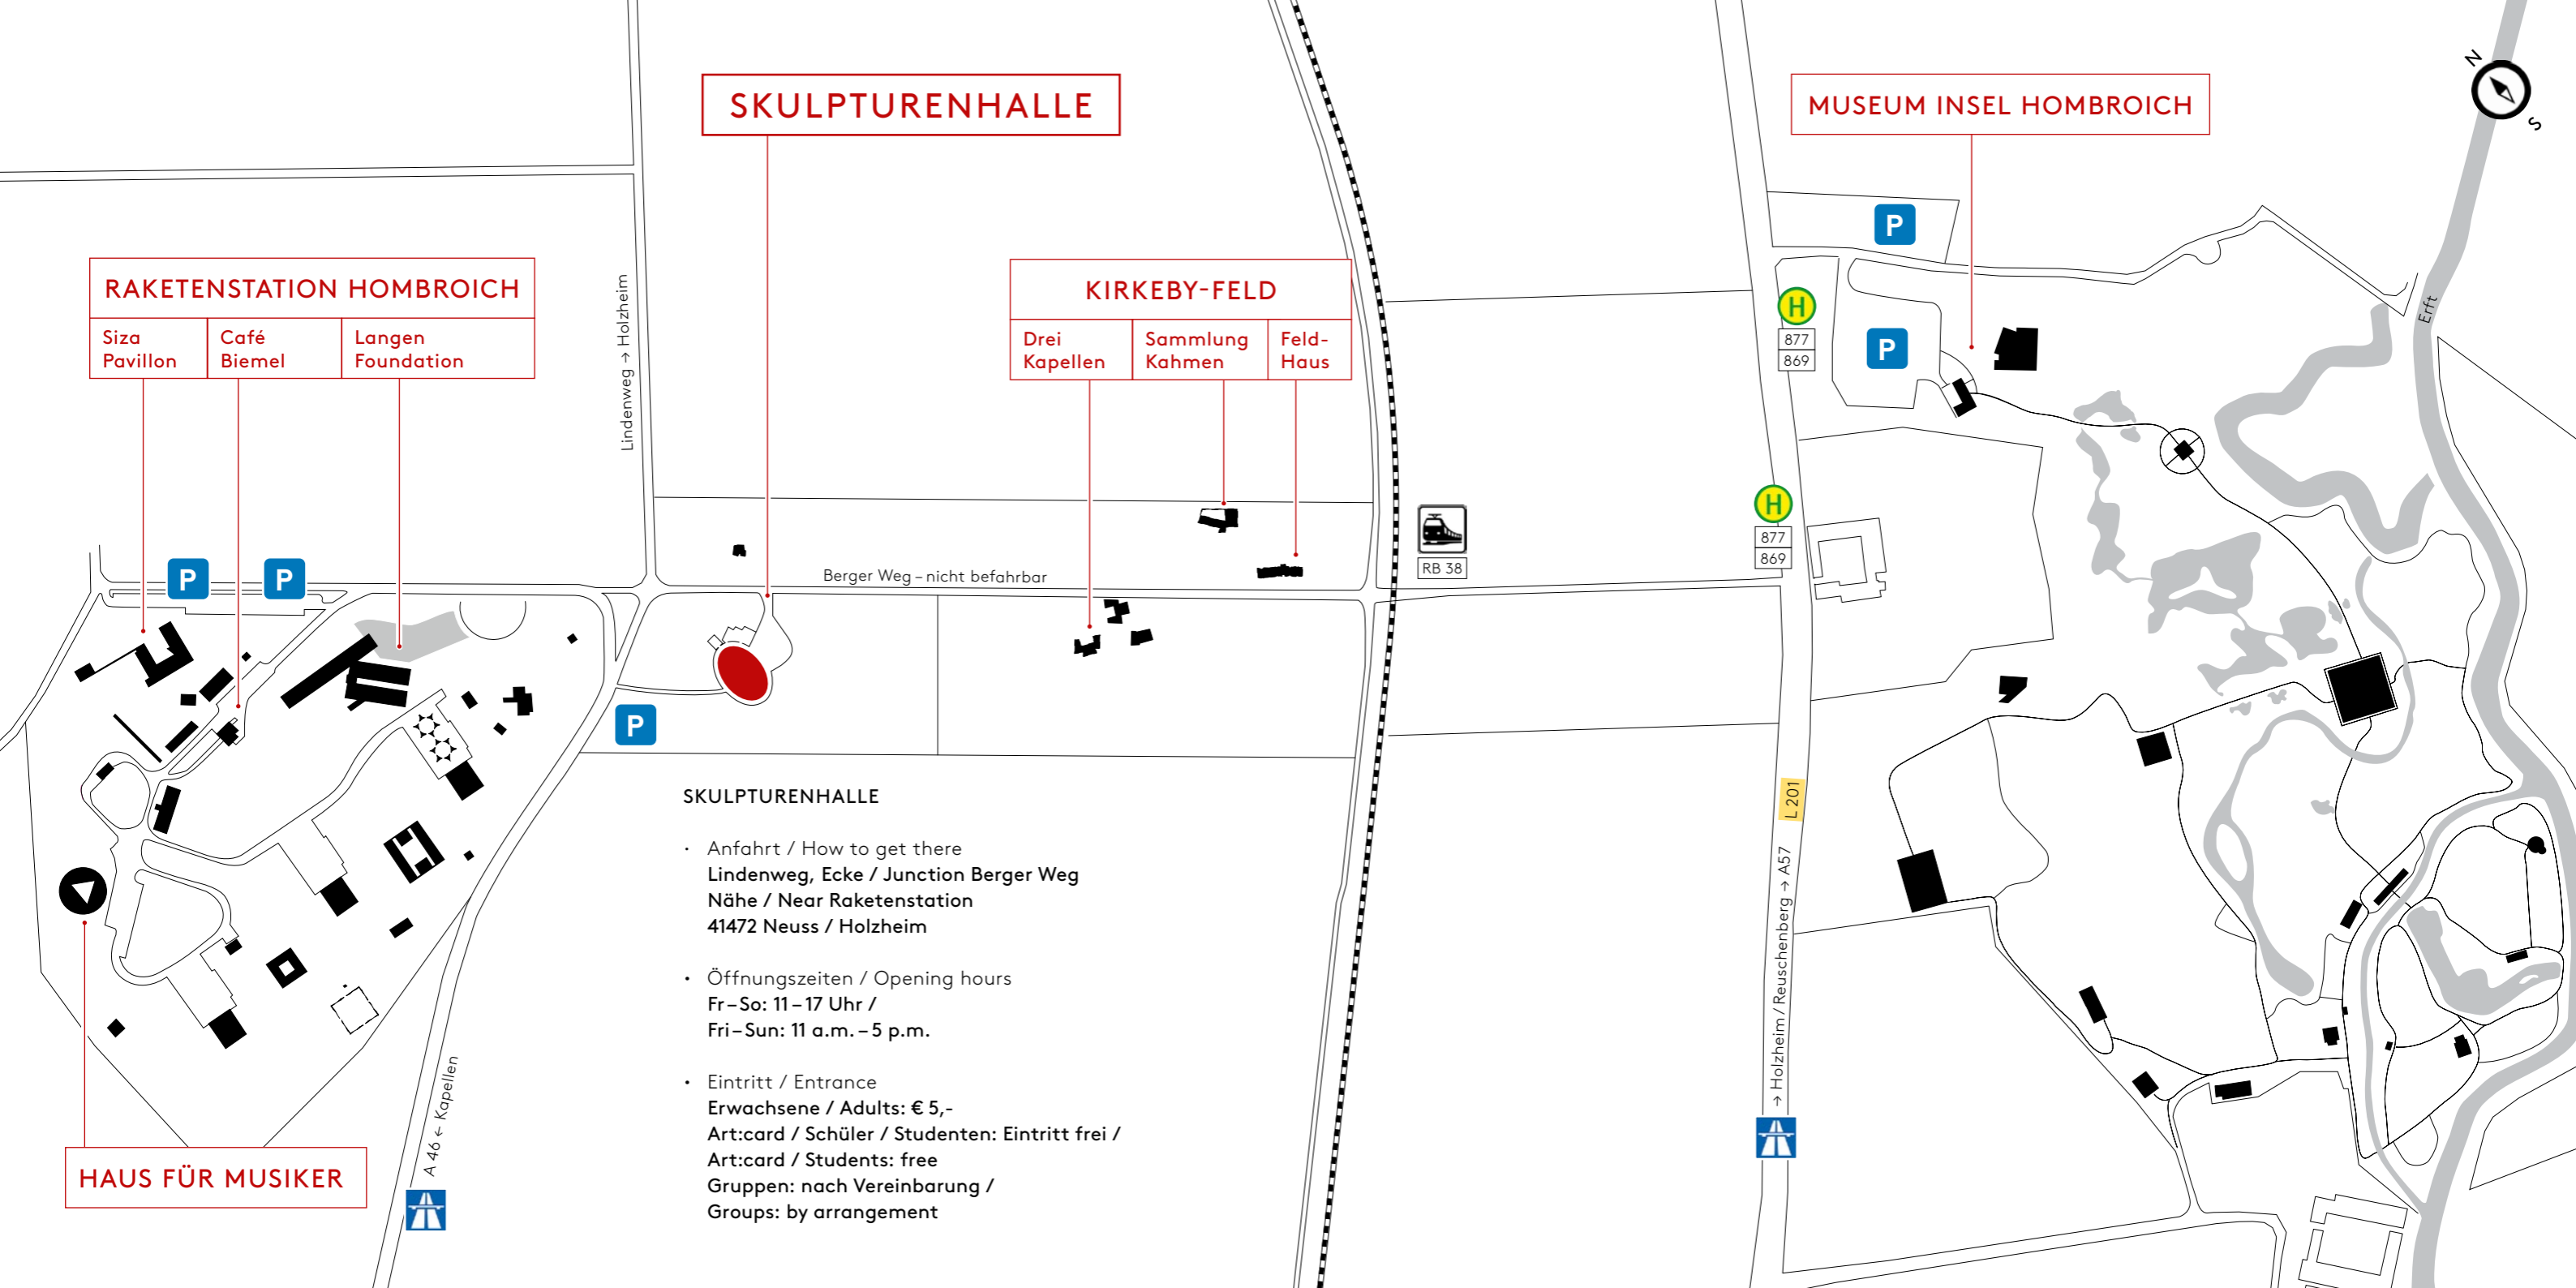 N
S
SKULPTURENHALLE
MUSEUM INSEL HOMBROICH
P
RAKETENSTATION HOMBROICH
Siza
Pavillon
Café
Biemel
Langen
Foundation
Lindenweg → Holzheim
KIRKEBY-FELD
Drei
Kapellen
Sammlung
Kahmen
Feld-
Haus
H
877
869
P
Erft
H
877
869
RB 38
P
P
Berger Weg – nicht befahrbar
P
L 201
→ Holzheim / Reuschenberg → A57
SKULPTURENHALLE
· Anfahrt / How to get there
Lindenweg, Ecke / Junction Berger Weg
Nähe / Near Raketenstation
41472 Neuss / Holzheim
· Öffnungszeiten / Opening hours
Fr – So: 11 – 17 Uhr /
Fri – Sun: 11 a.m. – 5 p.m.
· Eintritt / Entrance
Erwachsene / Adults: € 5,-
Art:card / Schüler / Studenten: Eintritt frei /
Art:card / Students: free
Gruppen: nach Vereinbarung /
Groups: by arrangement
A 46 ← Kapellen
HAUS FÜR MUSIKER